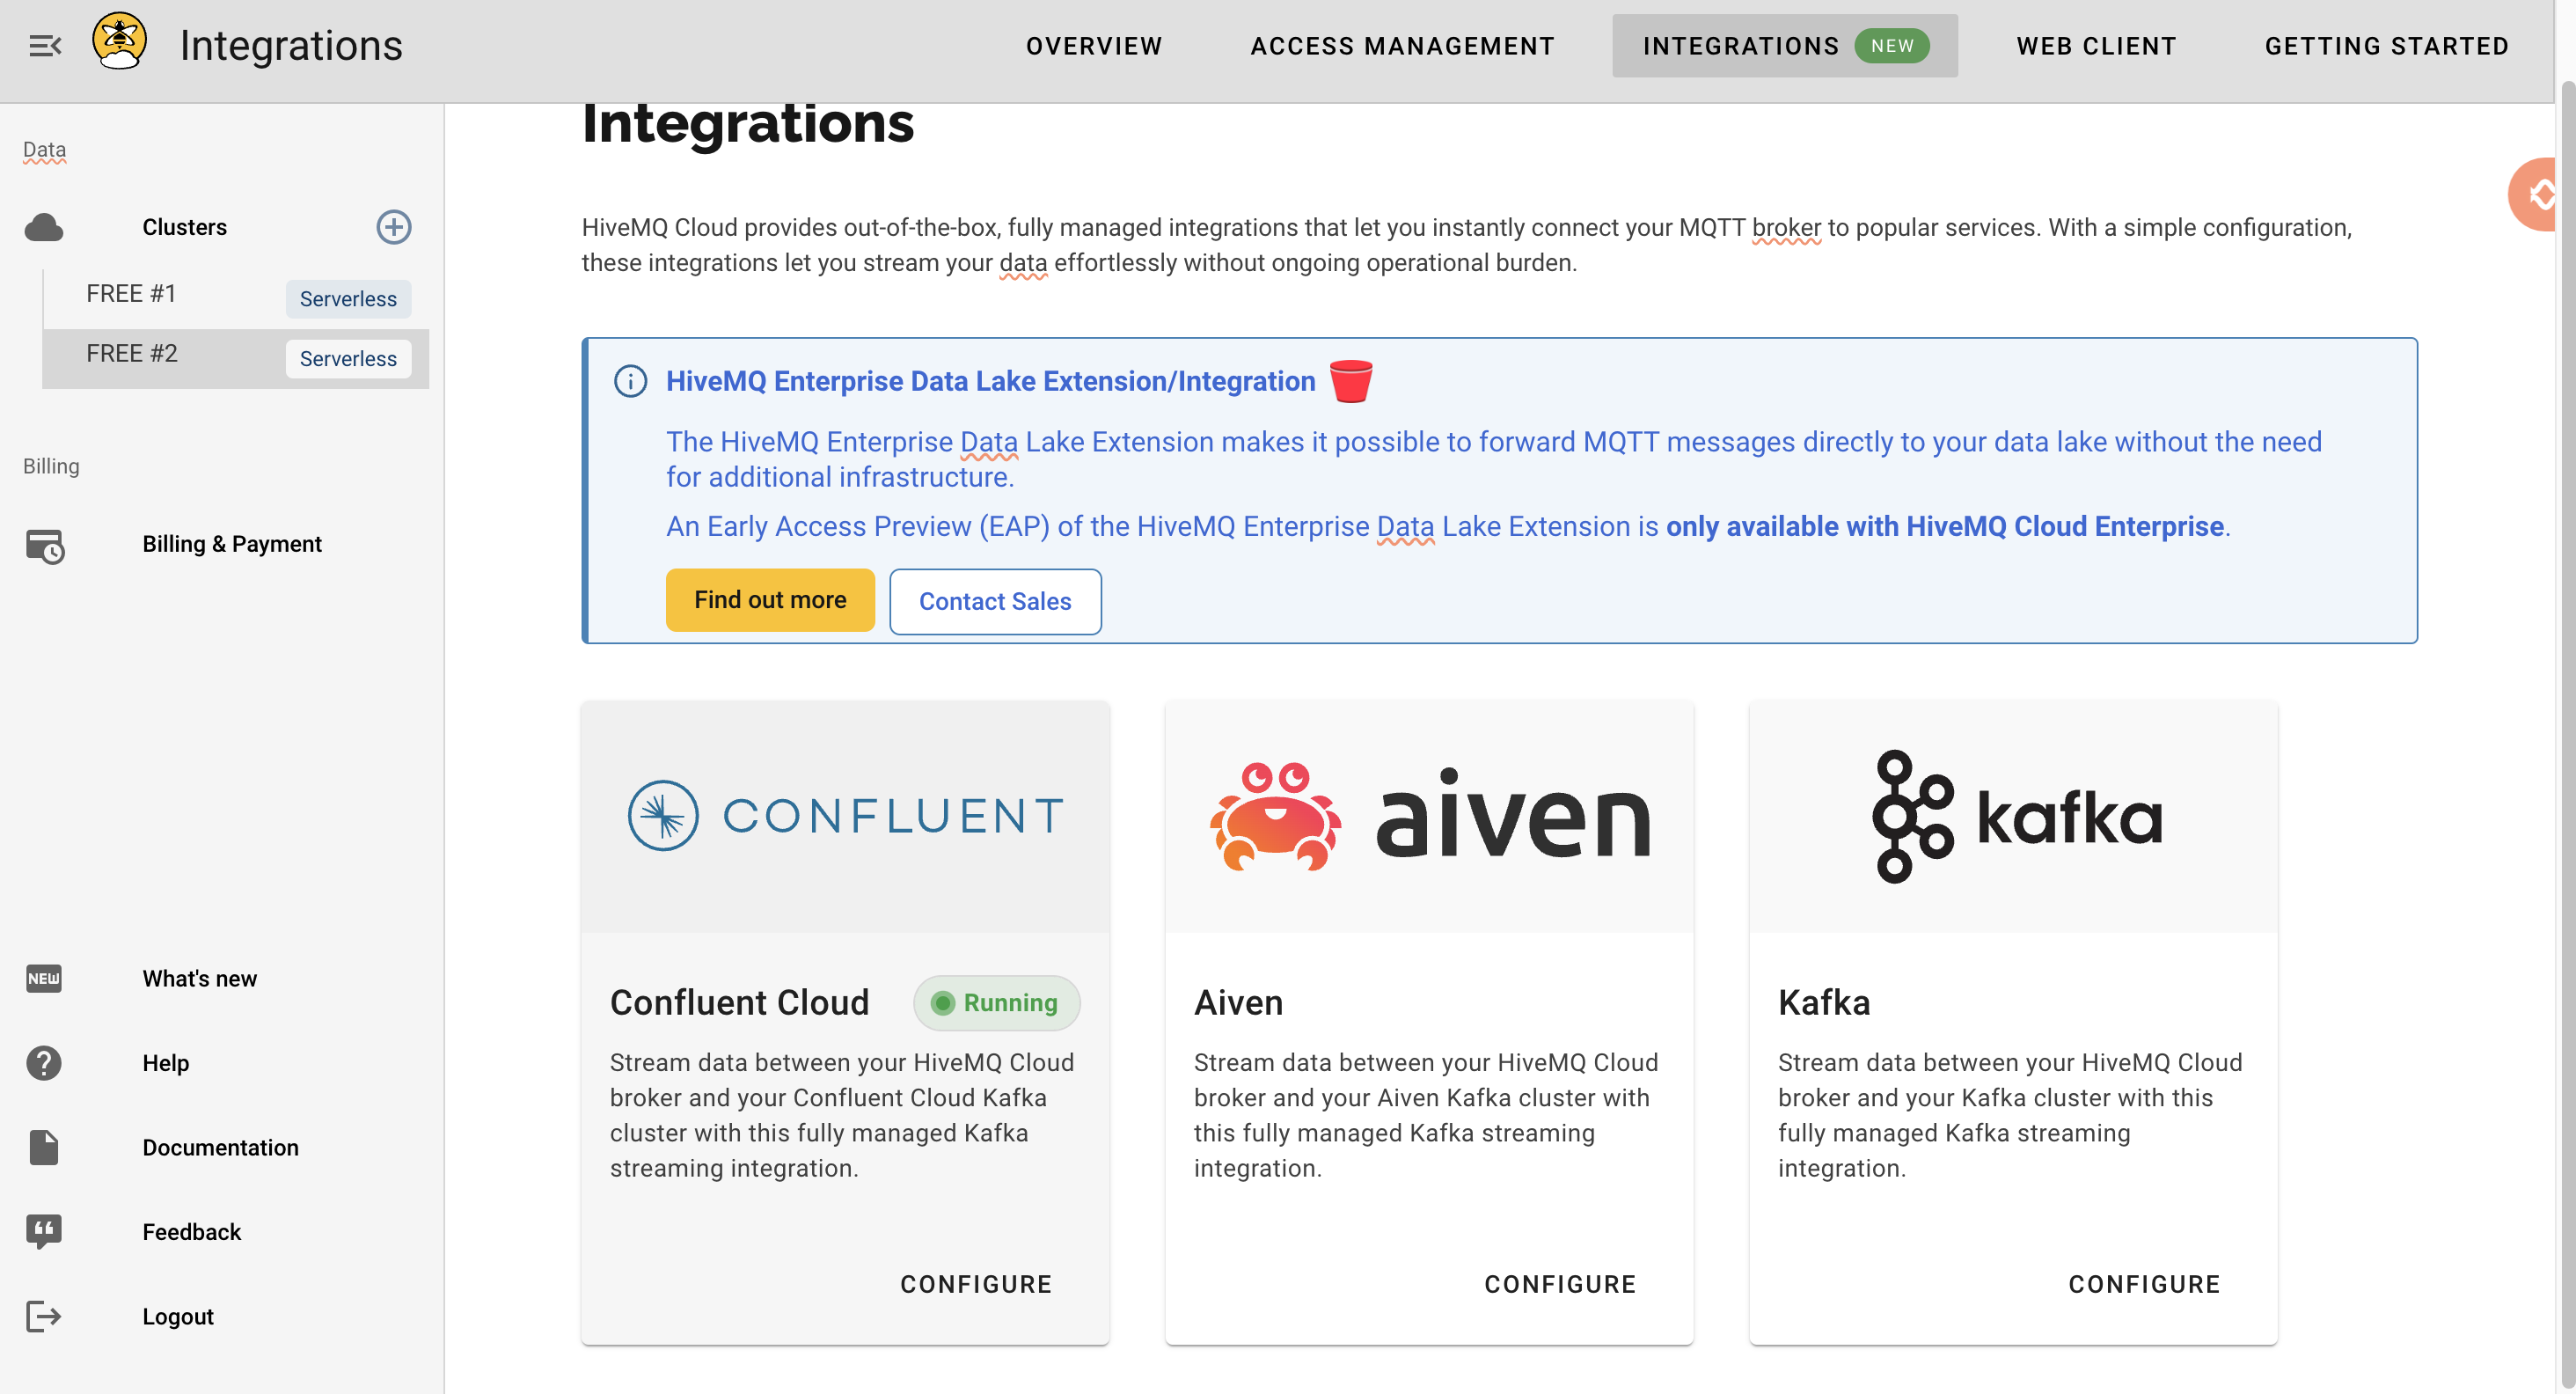 Integrations
OVERVIEW
ACCESS MANAGEMENT
INTEGRATIONS NEW
WEB CLIENT
GETTING STARTED
Data
Clusters
FREE #1 Serverless
FREE #2 Serverless
Billing
Billing & Payment
NEW What's new
Help
Documentation
Feedback
Logout
Integrations
HiveMQ Cloud provides out-of-the-box, fully managed integrations that let you instantly connect your MQTT broker to popular services. With a simple configuration,
these integrations let you stream your data effortlessly without ongoing operational burden.
HiveMQ Enterprise Data Lake Extension/Integration
The HiveMQ Enterprise Data Lake Extension makes it possible to forward MQTT messages directly to your data lake without the need
for additional infrastructure.
An Early Access Preview (EAP) of the HiveMQ Enterprise Data Lake Extension is only available with HiveMQ Cloud Enterprise.
Find out more
Contact Sales
CONFLUENT
Confluent Cloud
Running
Stream data between your HiveMQ Cloud
broker and your Confluent Cloud Kafka
cluster with this fully managed Kafka
streaming integration.
CONFIGURE
aiven
Aiven
Stream data between your HiveMQ Cloud
broker and your Aiven Kafka cluster with
this fully managed Kafka streaming
integration.
CONFIGURE
kafka
Kafka
Stream data between your HiveMQ Cloud
broker and your Kafka cluster with this
fully managed Kafka streaming
integration.
CONFIGURE